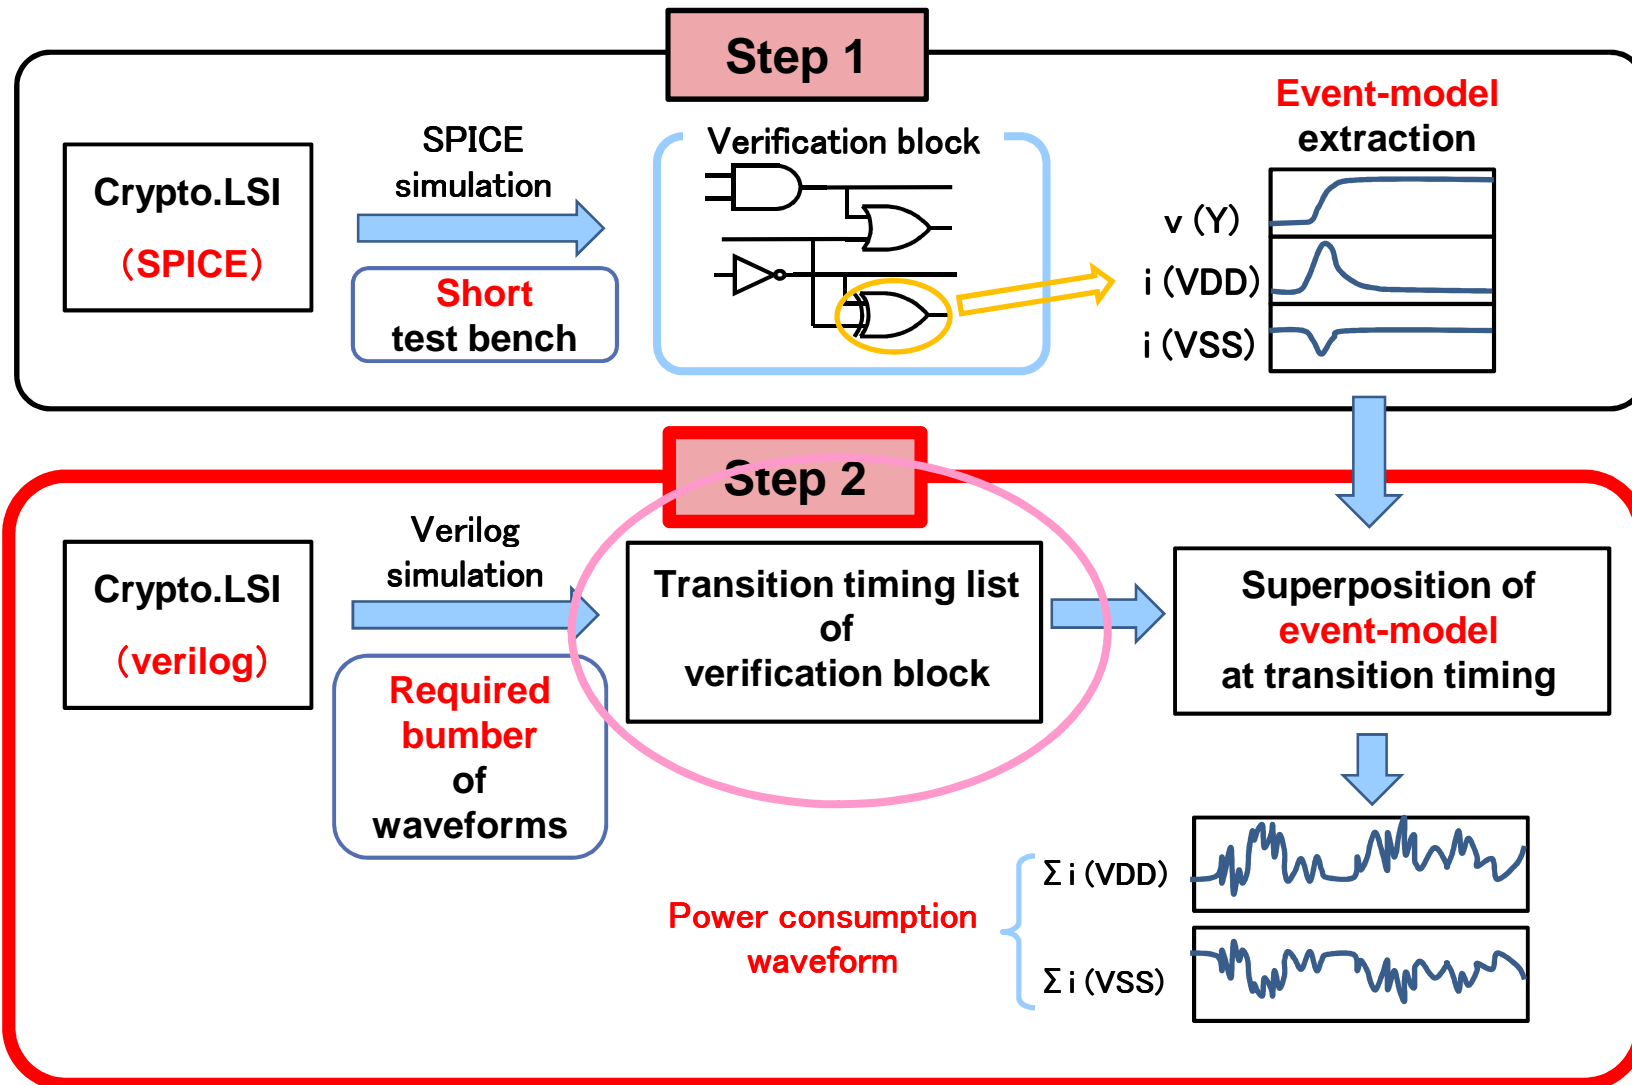 Step 1
Crypto.LSI
（SPICE）
SPICE
simulation
Short
test bench
Verification block
Event-model
extraction
v (Y)
i (VDD)
i (VSS)
Step 2
Crypto.LSI
（verilog）
Verilog
simulation
Required
bumber
of
waveforms
Transition timing list
of
verification block
Superposition of
event-model
at transition timing
Power consumption
waveform
Σ i (VDD)
Σ i (VSS)